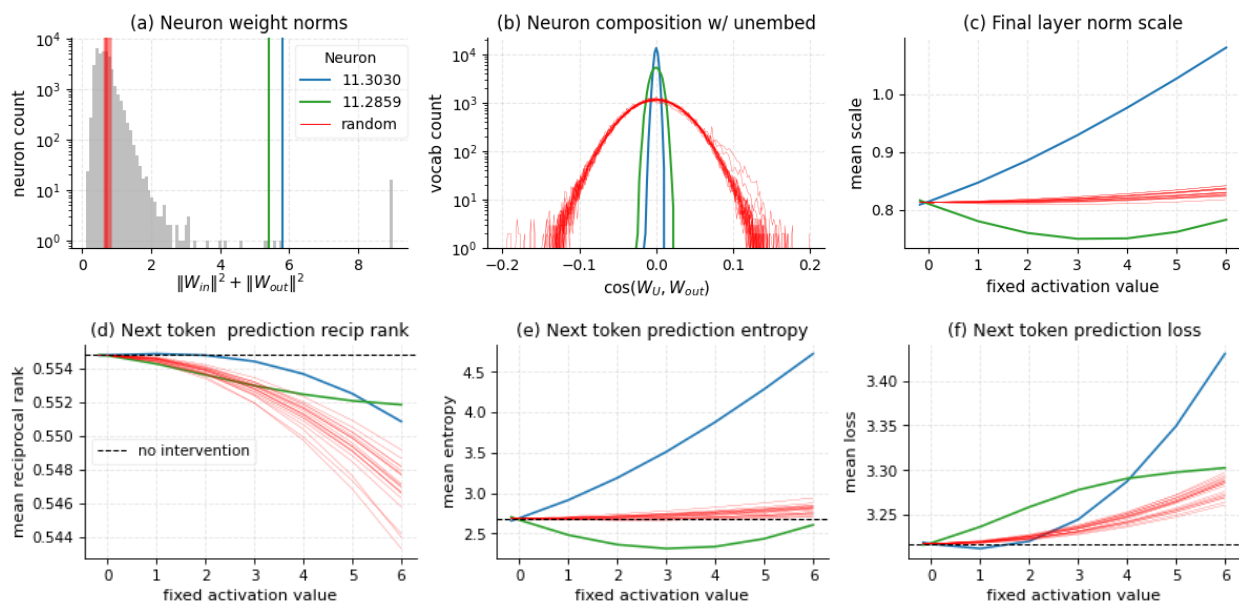 (a) Neuron weight norms
10⁴
10³
10²
10¹
10⁰
neuron count
0 2 4 6 8
‖W_in‖² + ‖W_out‖²
Neuron
11.3030
11.2859
random
(b) Neuron composition w/ unembed
10⁴
10³
10²
10¹
10⁰
vocab count
−0.2 −0.1 0.0 0.1 0.2
cos(W_U, W_out)
(c) Final layer norm scale
1.0
0.9
0.8
mean scale
0 1 2 3 4 5 6
fixed activation value
(d) Next token prediction recip rank
0.554
0.552
0.550
0.548
0.546
0.544
mean reciprocal rank
no intervention
0 1 2 3 4 5 6
fixed activation value
(e) Next token prediction entropy
4.5
4.0
3.5
3.0
2.5
mean entropy
0 1 2 3 4 5 6
fixed activation value
(f) Next token prediction loss
3.40
3.35
3.30
3.25
mean loss
0 1 2 3 4 5 6
fixed activation value